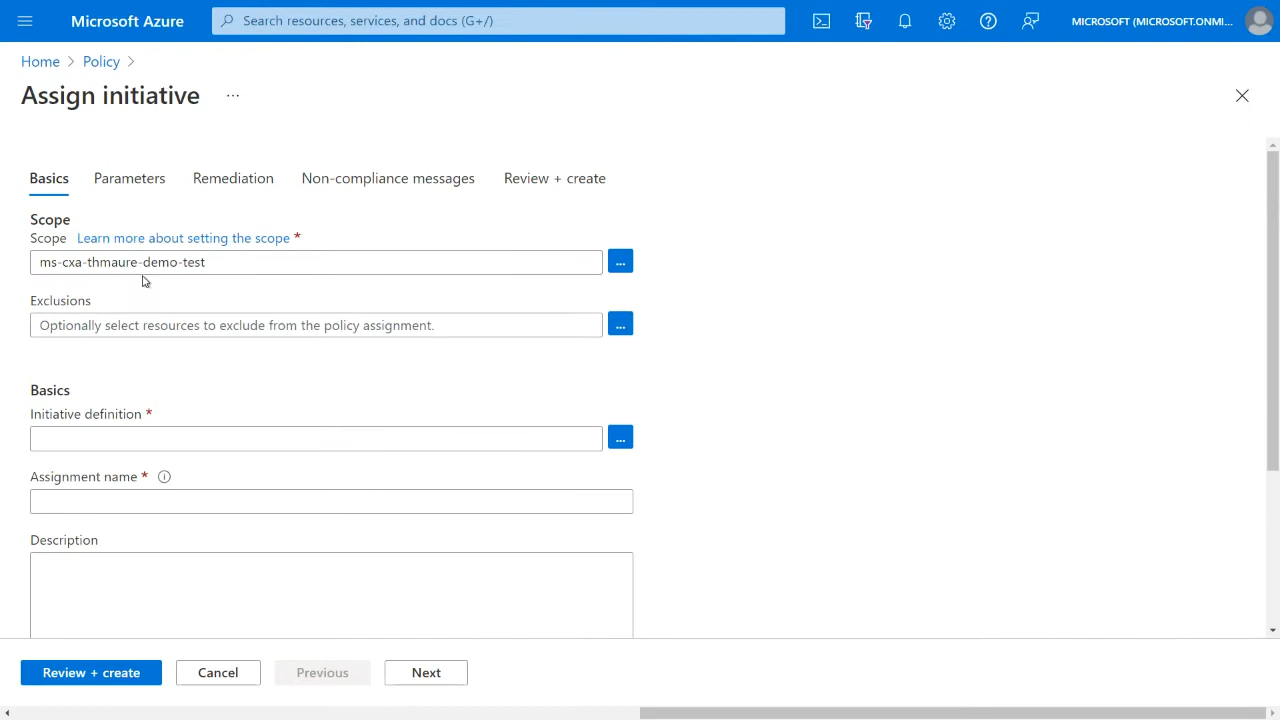 Microsoft Azure
Search resources, services, and docs (G+/)
MICROSOFT (MICROSOFT.ONMI...
Home > Policy >
Assign initiative ...
Basics
Parameters
Remediation
Non-compliance messages
Review + create
Scope
Scope Learn more about setting the scope *
ms-cxa-thmaure-demo-test
...
Exclusions
Optionally select resources to exclude from the policy assignment.
...
Basics
Initiative definition *
...
Assignment name *
Description
Review + create
Cancel
Previous
Next